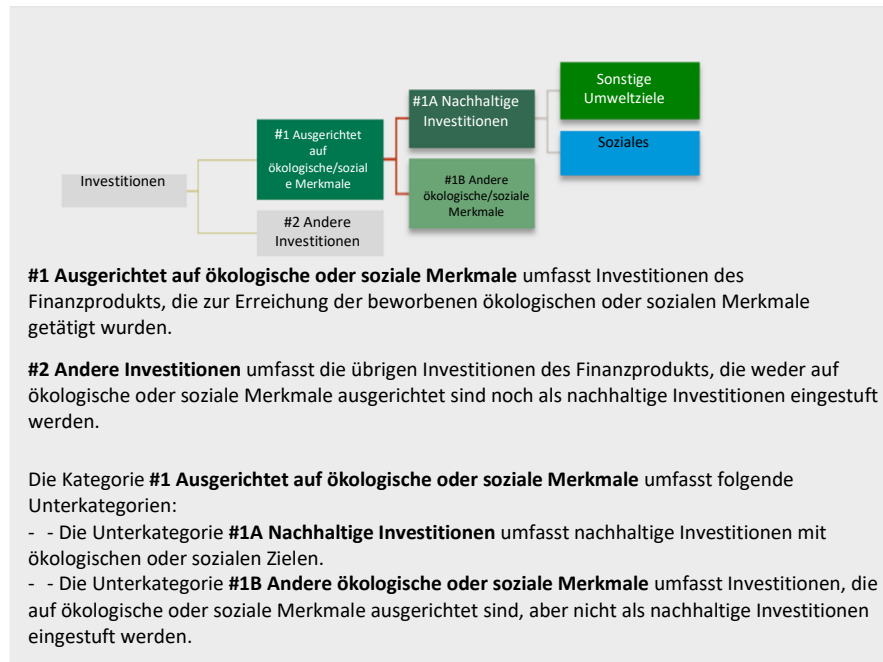 Sonstige
Umweltziele
#1A Nachhaltige
Investitionen
#1 Ausgerichtet
auf
ökologische/sozial
e Merkmale
Soziales
Investitionen
#1B Andere
ökologische/soziale
Merkmale
#2 Andere
Investitionen
#1 Ausgerichtet auf ökologische oder soziale Merkmale umfasst Investitionen des
Finanzprodukts, die zur Erreichung der beworbenen ökologischen oder sozialen Merkmale
getätigt wurden.
#2 Andere Investitionen umfasst die übrigen Investitionen des Finanzprodukts, die weder auf
ökologische oder soziale Merkmale ausgerichtet sind noch als nachhaltige Investitionen eingestuft
werden.
Die Kategorie #1 Ausgerichtet auf ökologische oder soziale Merkmale umfasst folgende
Unterkategorien:
- - Die Unterkategorie #1A Nachhaltige Investitionen umfasst nachhaltige Investitionen mit
ökologischen oder sozialen Zielen.
- - Die Unterkategorie #1B Andere ökologische oder soziale Merkmale umfasst Investitionen, die
auf ökologische oder soziale Merkmale ausgerichtet sind, aber nicht als nachhaltige Investitionen
eingestuft werden.